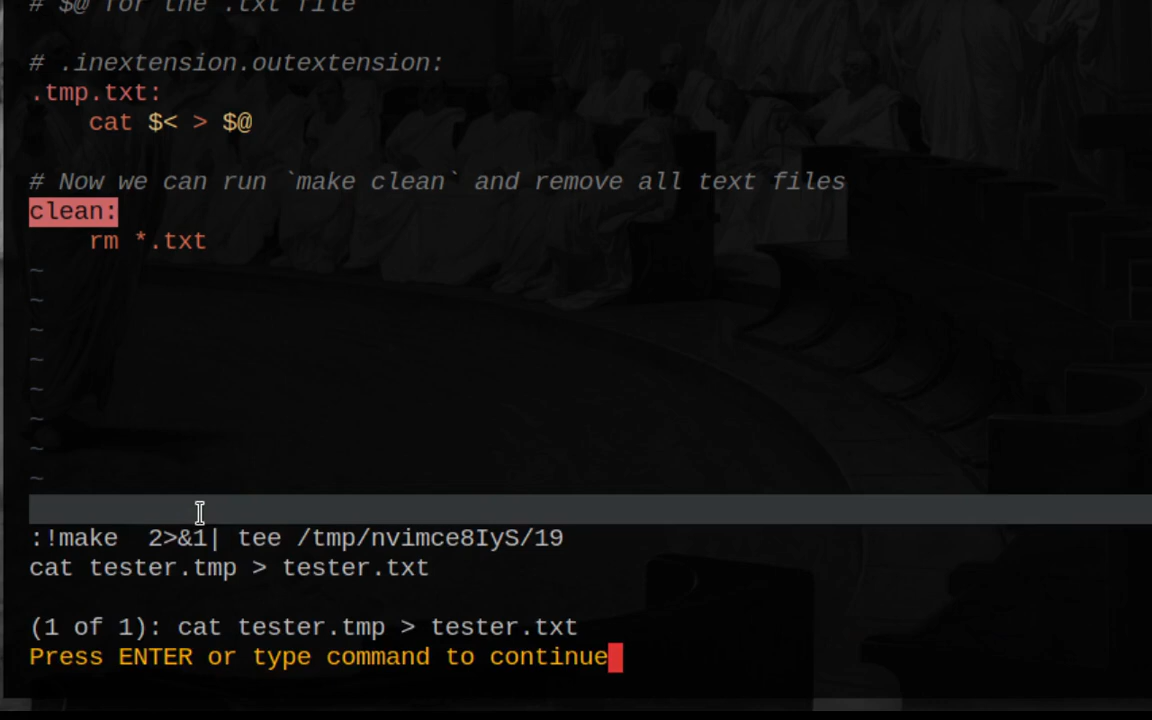 # $@ for the .txt file
# .inextension.outextension:
.tmp.txt:
    cat $< > $@
# Now we can run `make clean` and remove all text files
clean:
    rm *.txt
~
~
~
~
~
~
~
~
:!make  2>&1| tee /tmp/nvimce8IyS/19
cat tester.tmp > tester.txt
(1 of 1): cat tester.tmp > tester.txt
Press ENTER or type command to continue